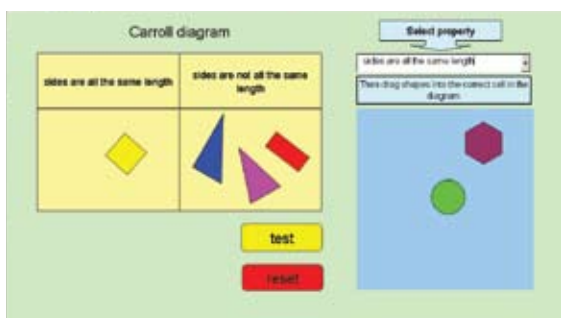 Carroll diagram
Select property
sides are all the same length
sides are not all the same
length
sides are all the same length
Then drag shapes into the correct cell in the
diagram
test
reset